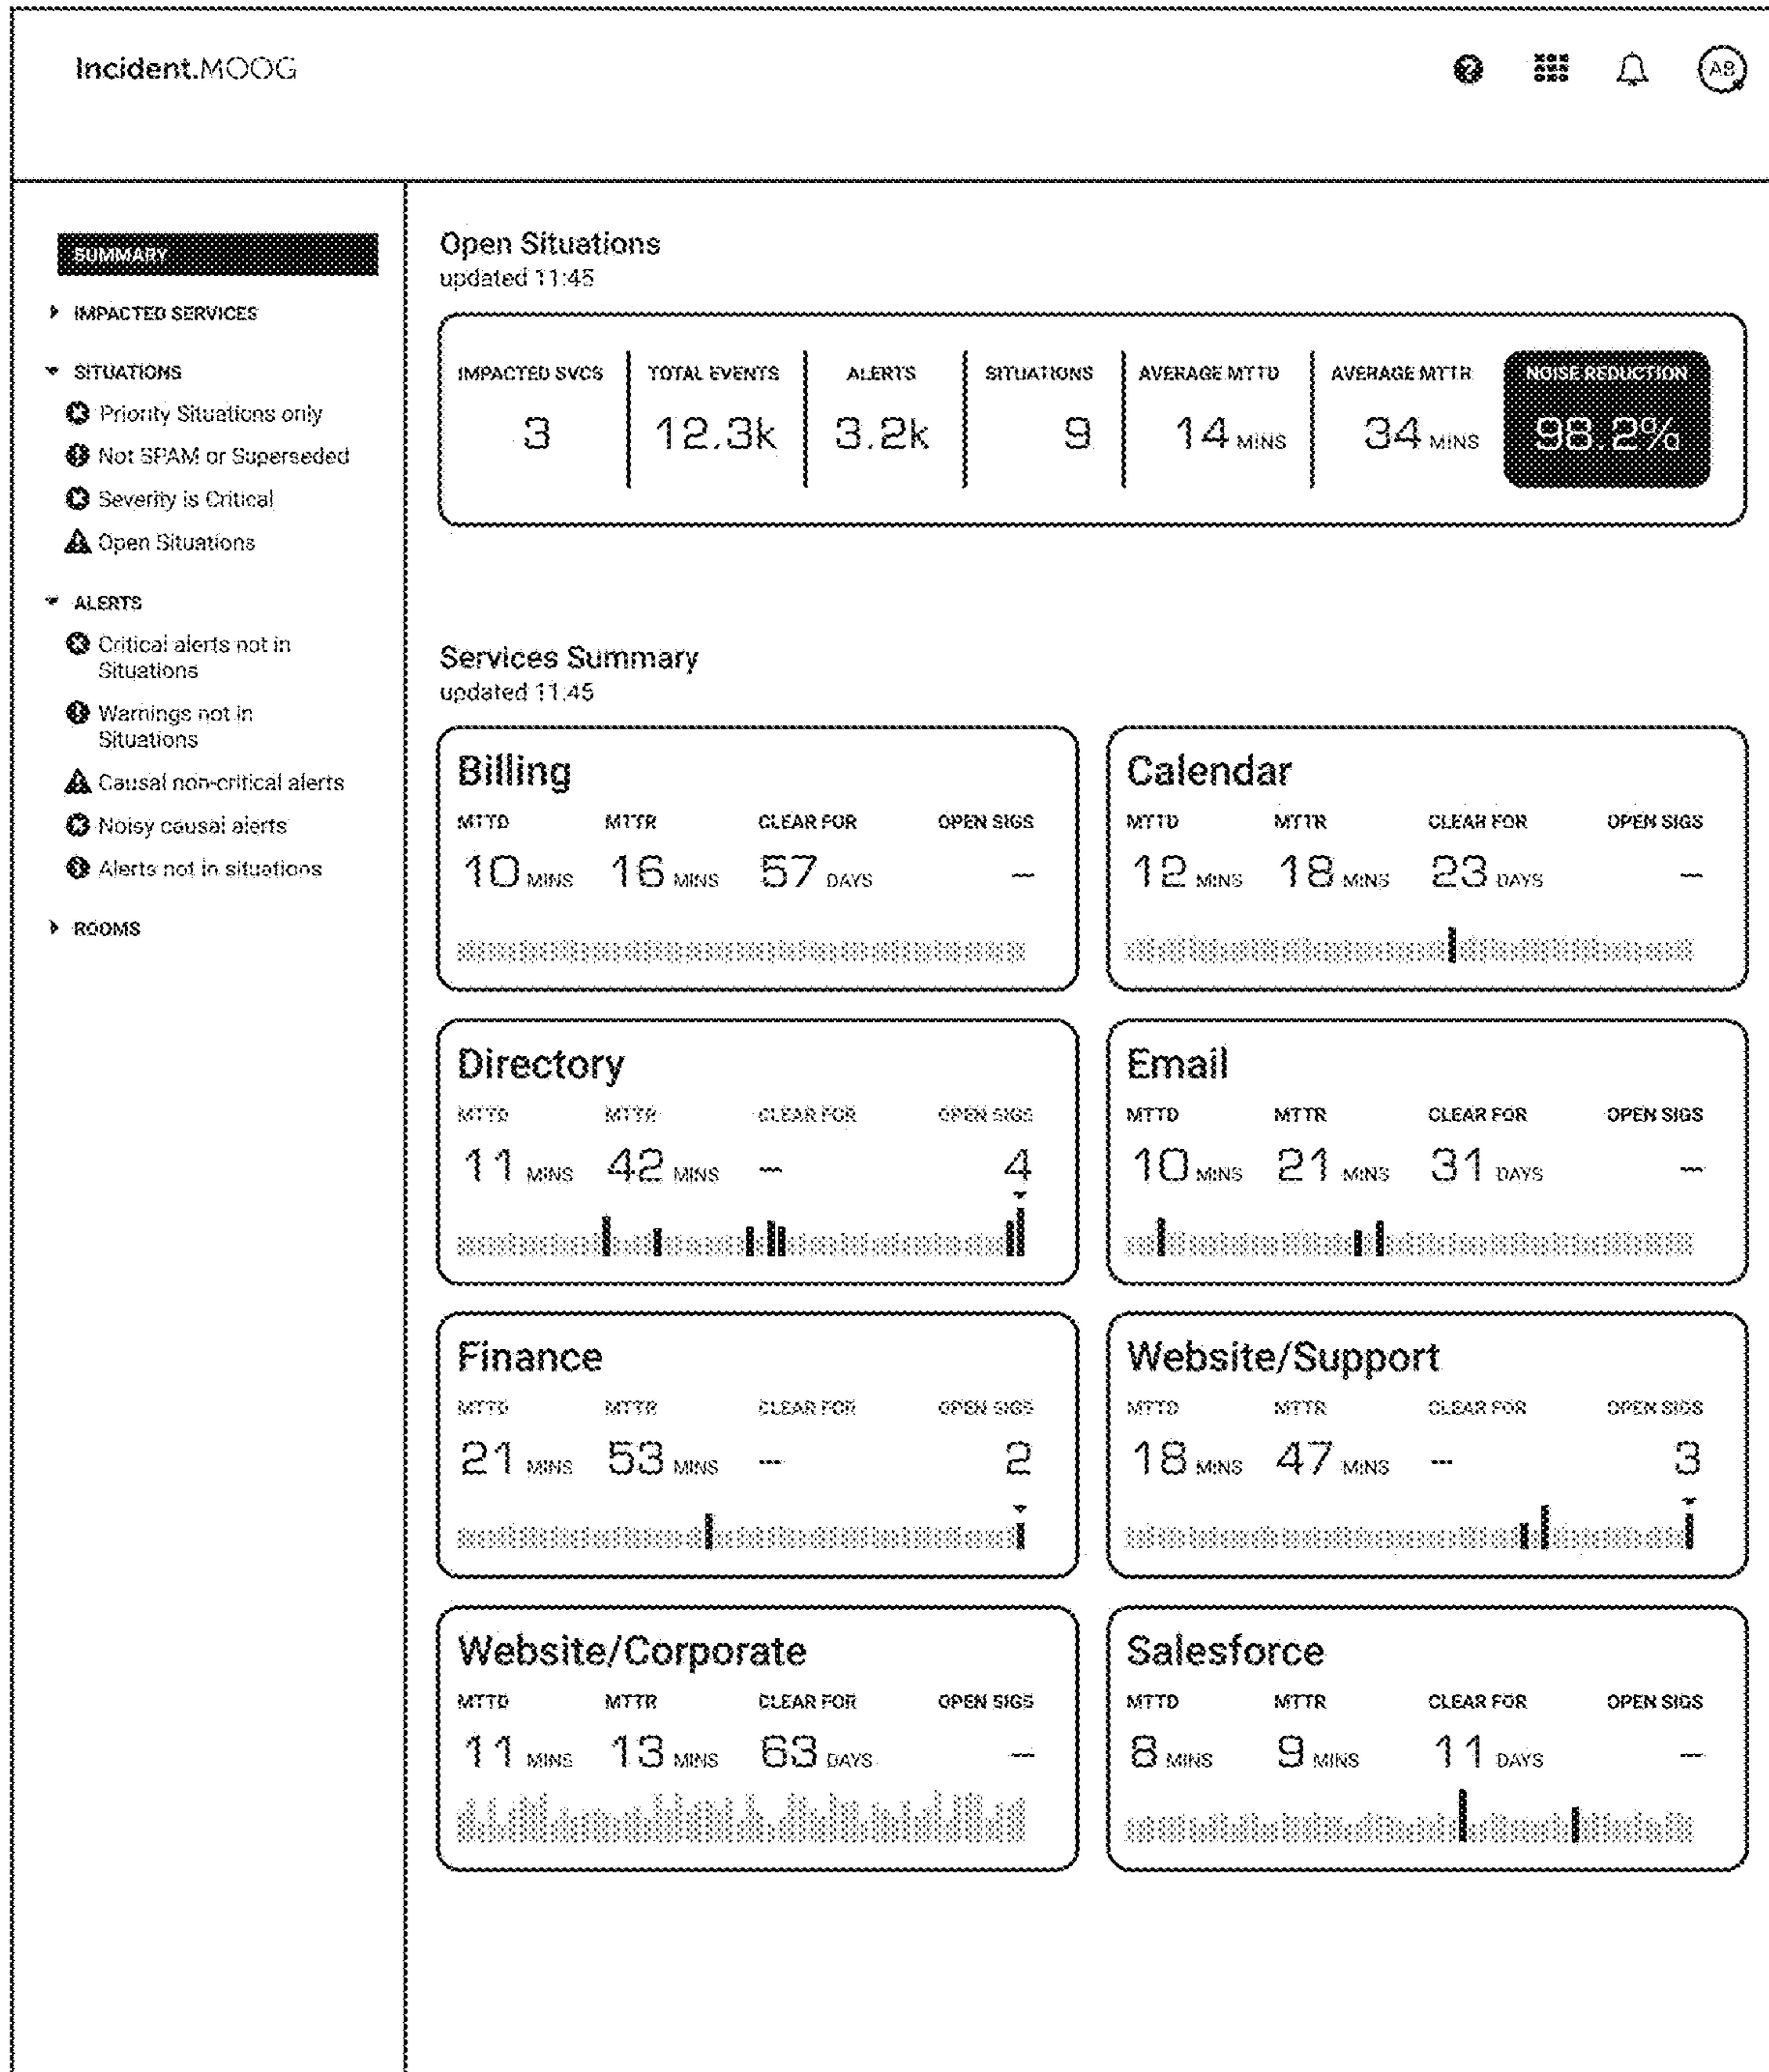 Incident.MOOG
AB
SUMMARY
IMPACTED SERVICES
SITUATIONS
Priority Situations only
Not SPAM or Superseded
Severity is Critical
Open Situations
ALERTS
Critical alerts not in
Situations
Warnings not in
Situations
Causal non-critical alerts
Noisy causal alerts
Alerts not in situations
ROOMS
Open Situations
updated 11:45
IMPACTED SVCS TOTAL EVENTS ALERTS SITUATIONS AVERAGE MTTD AVERAGE MTTR NOISE REDUCTION
3 12.3k 3.2k 9 14 MINS 34 MINS 98.2%
Services Summary
updated 11:45
Billing
MTTD MTTR CLEAR FOR OPEN SIGS
10 MINS 16 MINS 57 DAYS –
Calendar
MTTD MTTR CLEAR FOR OPEN SIGS
12 MINS 18 MINS 23 DAYS –
Directory
MTTD MTTR CLEAR FOR OPEN SIGS
11 MINS 42 MINS – 4
Email
MTTD MTTR CLEAR FOR OPEN SIGS
10 MINS 21 MINS 31 DAYS –
Finance
MTTD MTTR CLEAR FOR OPEN SIGS
21 MINS 53 MINS – 2
Website/Support
MTTD MTTR CLEAR FOR OPEN SIGS
18 MINS 47 MINS – 3
Website/Corporate
MTTD MTTR CLEAR FOR OPEN SIGS
11 MINS 13 MINS 63 DAYS –
Salesforce
MTTD MTTR CLEAR FOR OPEN SIGS
8 MINS 9 MINS 11 DAYS –